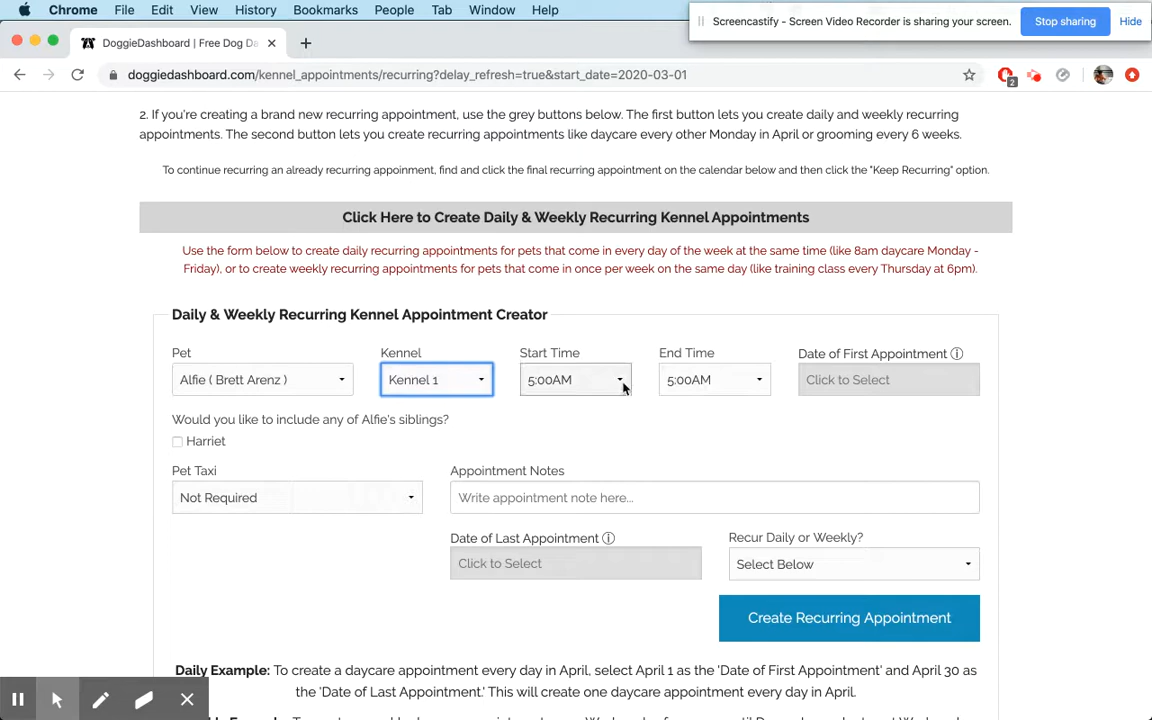 Chrome File Edit View History Bookmarks People Tab Window Help
Screencastify - Screen Video Recorder is sharing your screen. Stop sharing Hide
DoggieDashboard | Free Dog Da
doggiedashboard.com/kennel_appointments/recurring?delay_refresh=true&start_date=2020-03-01
2
2. If you're creating a brand new recurring appointment, use the grey buttons below. The first button lets you create daily and weekly recurring
appointments. The second button lets you create recurring appointments like daycare every other Monday in April or grooming every 6 weeks.
To continue recurring an already recurring appoinment, find and click the final recurring appointment on the calendar below and then click the "Keep Recurring" option.
Click Here to Create Daily & Weekly Recurring Kennel Appointments
Use the form below to create daily recurring appointments for pets that come in every day of the week at the same time (like 8am daycare Monday -
Friday), or to create weekly recurring appointments for pets that come in once per week on the same day (like training class every Thursday at 6pm).
Daily & Weekly Recurring Kennel Appointment Creator
Pet Kennel Start Time End Time Date of First Appointment
Alfie ( Brett Arenz ) Kennel 1 5:00AM 5:00AM Click to Select
Would you like to include any of Alfie's siblings?
Harriet
Pet Taxi Appointment Notes
Not Required Write appointment note here...
Date of Last Appointment Recur Daily or Weekly?
Click to Select Select Below
Create Recurring Appointment
Daily Example: To create a daycare appointment every day in April, select April 1 as the 'Date of First Appointment' and April 30 as
the 'Date of Last Appointment.' This will create one daycare appointment every day in April.